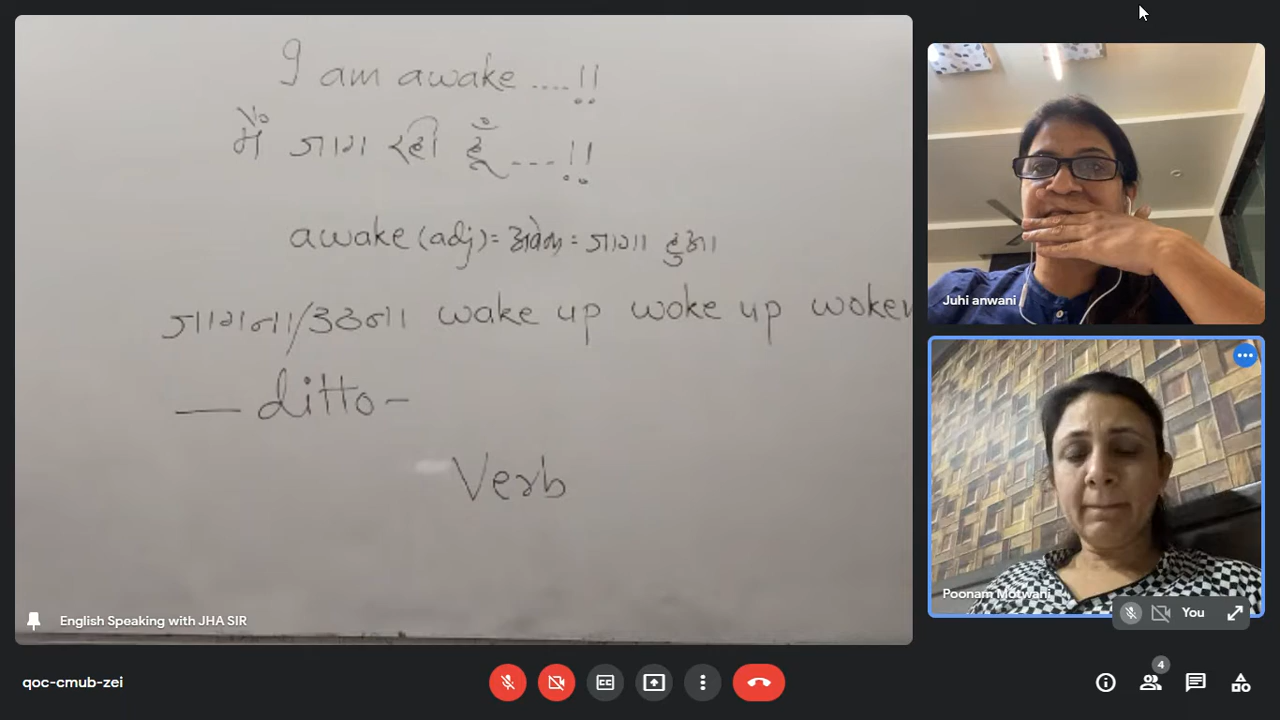 I am awake ....!!
मैं जाग रही हूँ ---!!
awake (adj) = अवेक = जागा हुआ
जागना/उठना wake up woke up woken
— ditto -
Verb
Juhi anwani
Poonam Motwani
You
English Speaking with JHA SIR
qoc-cmub-zei
CC
4